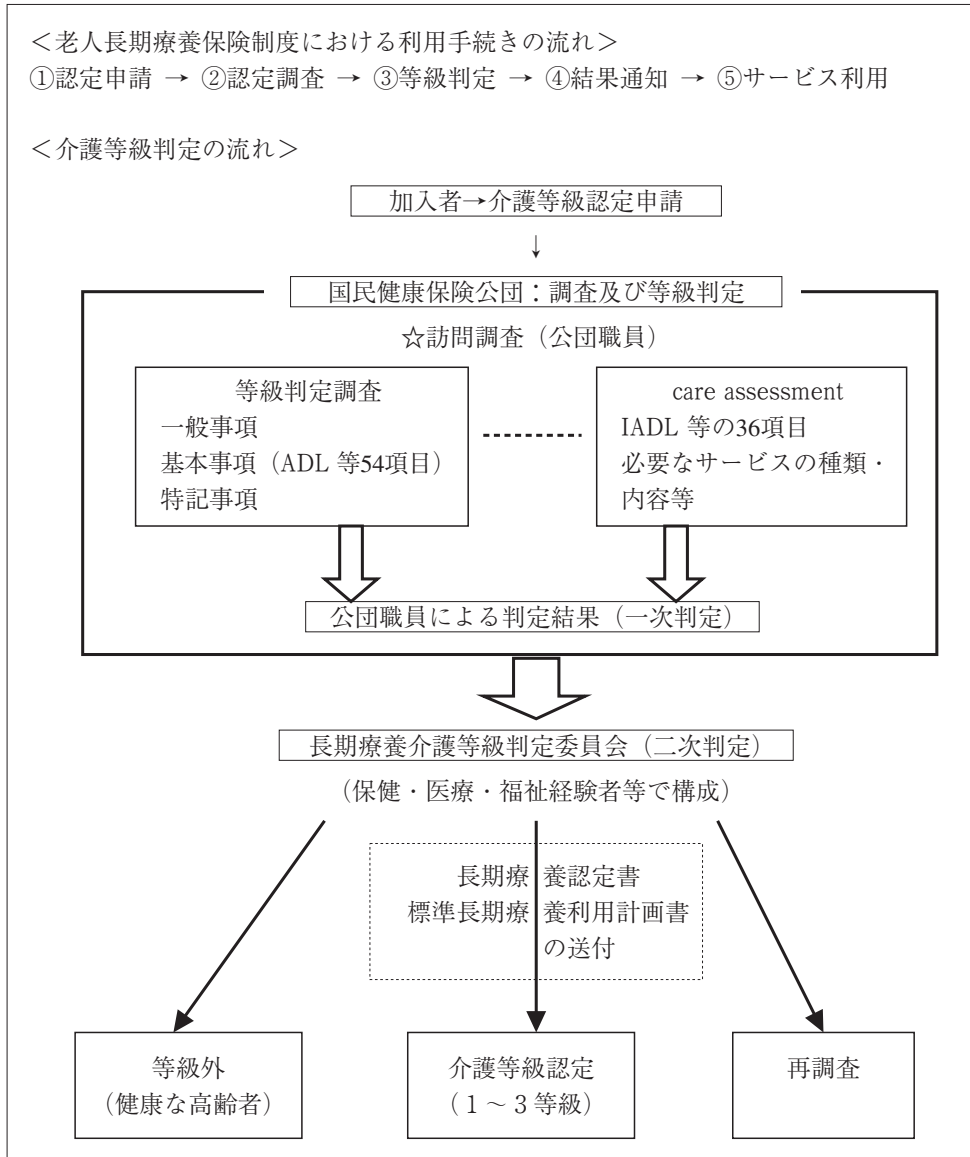 ＜老人長期療養保険制度における利用手続きの流れ＞
①認定申請 → ②認定調査 → ③等級判定 → ④結果通知 → ⑤サービス利用
＜介護等級判定の流れ＞
加入者→介護等級認定申請
↓
国民健康保険公団：調査及び等級判定
☆訪問調査（公団職員）
等級判定調査
一般事項
基本事項（ADL 等54項目）
特記事項
care assessment
IADL 等の36項目
必要なサービスの種類・
内容等
公団職員による判定結果（一次判定）
長期療養介護等級判定委員会（二次判定）
（保健・医療・福祉経験者等で構成）
長期療養認定書
標準長期療養利用計画書
の送付
等級外
（健康な高齢者）
介護等級認定
（１～３等級）
再調査